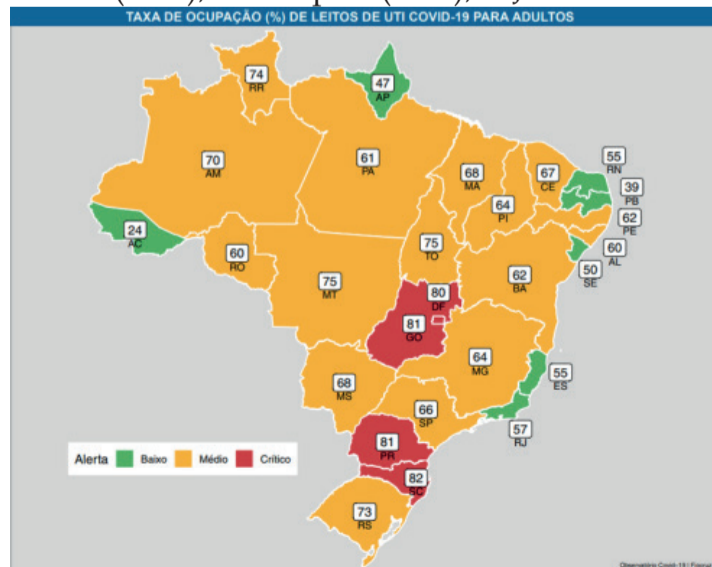 TAXA DE OCUPAÇÃO (%) DE LEITOS DE UTI COVID-19 PARA ADULTOS
74
RR
47
AP
70
AM
61
PA
68
MA
67
CE
55
RN
39
PB
64
PI
62
PE
24
AC
60
RO
75
TO
60
AL
50
SE
75
MT
62
BA
80
DF
81
GO
64
MG
55
ES
68
MS
66
SP
57
RJ
81
PR
Alerta Baixo Médio Crítico
82
SC
73
RS
Observatório Covid-19 |